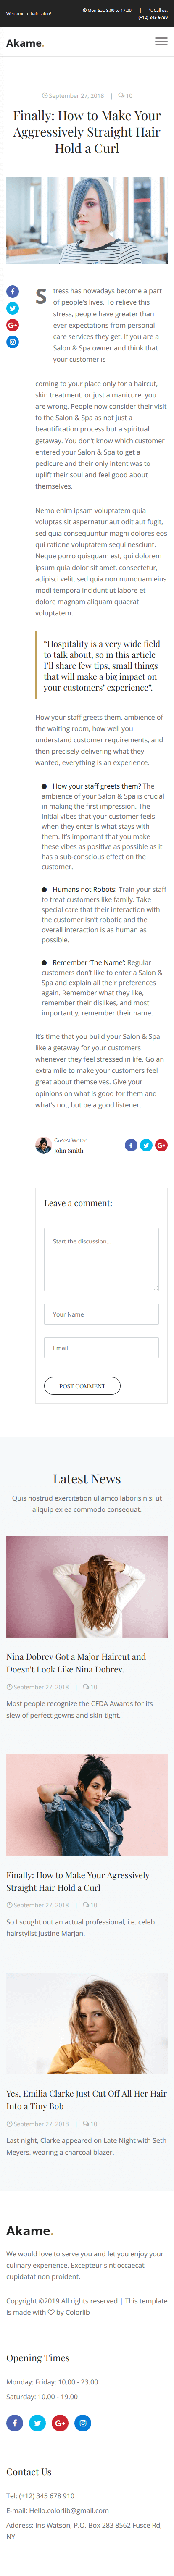 Welcome to hair salon!
Mon-Sat: 8:00 to 17:00 | Call us: (+12)-345-6789
Akame.
September 27, 2018 | 10
Finally: How to Make Your
Aggressively Straight Hair
Hold a Curl
Stress has nowadays become a part
of people's lives. To relieve this
stress, people have greater than
ever expectations from personal
care services they get. If you are a
Salon & Spa owner and think that
your customer is
coming to your place only for a haircut,
skin treatment, or just a manicure, you
are wrong. People now consider their visit
to the Salon & Spa as not just a
beautification process but a spiritual
getaway. You don't know which customer
entered your Salon & Spa to get a
pedicure and their only intent was to
uplift their soul and feel good about
themselves.
Nemo enim ipsam voluptatem quia
voluptas sit aspernatur aut odit aut fugit,
sed quia consequuntur magni dolores eos
qui ratione voluptatem sequi nesciunt.
Neque porro quisquam est, qui dolorem
ipsum quia dolor sit amet, consectetur,
adipisci velit, sed quia non numquam eius
modi tempora incidunt ut labore et
dolore magnam aliquam quaerat
voluptatem.
“Hospitality is a very wide field
to talk about, so in this article
I’ll share few tips, small things
that will make a big impact on
your customers’ experience”.
How your staff greets them, ambience of
the waiting room, how well you
understand customer requirements, and
then precisely delivering what they
wanted, everything is an experience.
How your staff greets them? The
ambience of your Salon & Spa is crucial
in making the first impression. The
initial vibes that your customer feels
when they enter is what stays with
them. It's important that you make
these vibes as positive as possible as it
has a sub-conscious effect on the
customer.
Humans not Robots: Train your staff
to treat customers like family. Take
special care that their interaction with
the customer isn't robotic and the
overall interaction is as human as
possible.
Remember 'The Name': Regular
customers don't like to enter a Salon &
Spa and explain all their preferences
again. Remember what they like,
remember their dislikes, and most
importantly, remember their name.
It's time that you build your Salon & Spa
like a getaway for your customers
whenever they feel stressed in life. Go an
extra mile to make your customers feel
great about themselves. Give your
opinions on what is good for them and
what's not, but be a good listener.
Gusest Writer
John Smith
Leave a comment:
Start the discussion...
Your Name
Email
POST COMMENT
Latest News
Quis nostrud exercitation ullamco laboris nisi ut
aliquip ex ea commodo consequat.
Nina Dobrev Got a Major Haircut and
Doesn't Look Like Nina Dobrev.
September 27, 2018 | 10
Most people recognize the CFDA Awards for its
slew of perfect gowns and skin-tight.
Finally: How to Make Your Agressively
Straight Hair Hold a Curl
September 27, 2018 | 10
So I sought out an actual professional, i.e. celeb
hairstylist Justine Marjan.
Yes, Emilia Clarke Just Cut Off All Her Hair
Into a Tiny Bob
September 27, 2018 | 10
Last night, Clarke appeared on Late Night with Seth
Meyers, wearing a charcoal blazer.
Akame.
We would love to serve you and let you enjoy your
culinary experience. Excepteur sint occaecat
cupidatat non proident.
Copyright ©2019 All rights reserved | This template
is made with by Colorlib
Opening Times
Monday: Friday: 10.00 - 23.00
Saturday: 10.00 - 19.00
Contact Us
Tel: (+12) 345 678 910
E-mail: Hello.colorlib@gmail.com
Address: Iris Watson, P.O. Box 283 8562 Fusce Rd,
NY